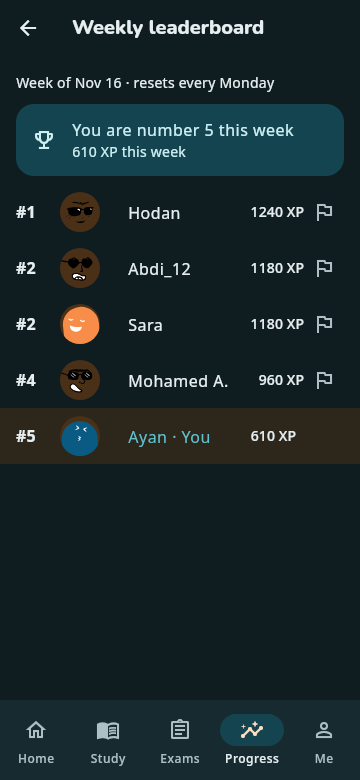 Weekly leaderboard
Week of Nov 16 · resets every Monday
You are number 5 this week
610 XP this week
#1 Hodan 1240 XP
#2 Abdi_12 1180 XP
#2 Sara 1180 XP
#4 Mohamed A. 960 XP
#5 Ayan · You 610 XP
Home Study Exams Progress Me